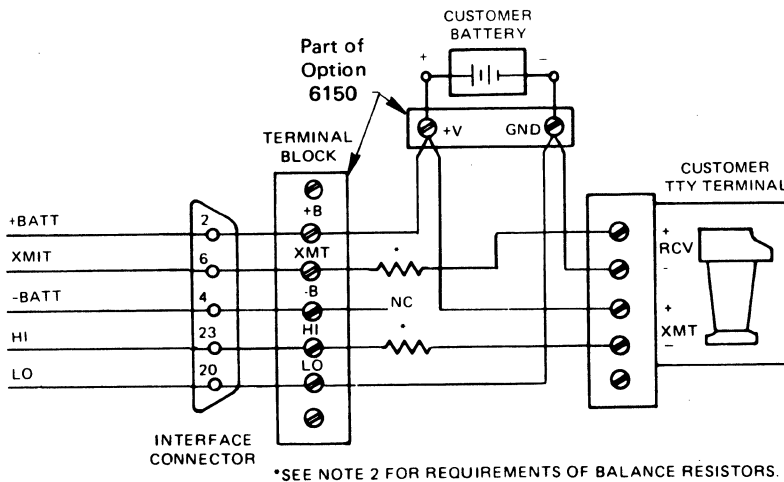 CUSTOMER
BATTERY
Part of
Option
6150
+
−
+V
GND
TERMINAL
BLOCK
CUSTOMER
TTY TERMINAL
+BATT
2
+B
XMIT
6
XMT
*
+
RCV
-
-BATT
4
-B
NC
+
HI
23
HI
*
XMT
−
LO
20
LO
INTERFACE
CONNECTOR
*SEE NOTE 2 FOR REQUIREMENTS OF BALANCE RESISTORS.